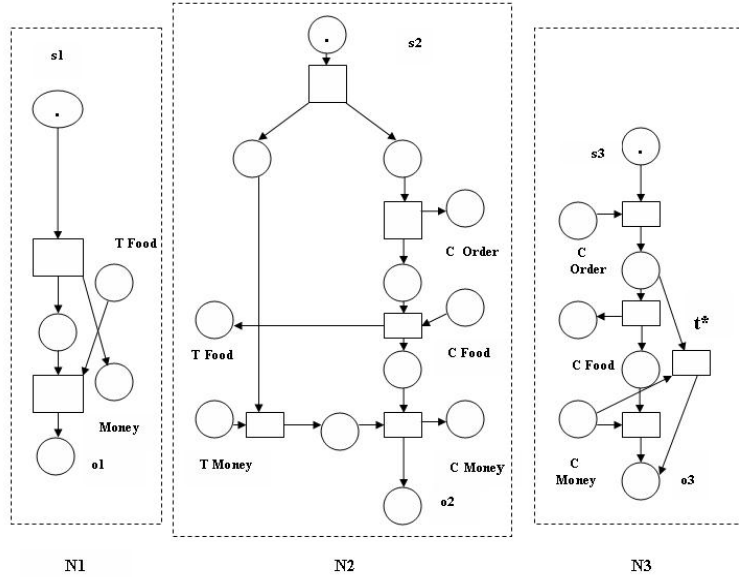 s1
T Food
Money
o1
N1
s2
C Order
T Food
C Food
T Money
C Money
o2
N2
s3
C
Order
t*
C Food
C
Money
o3
N3